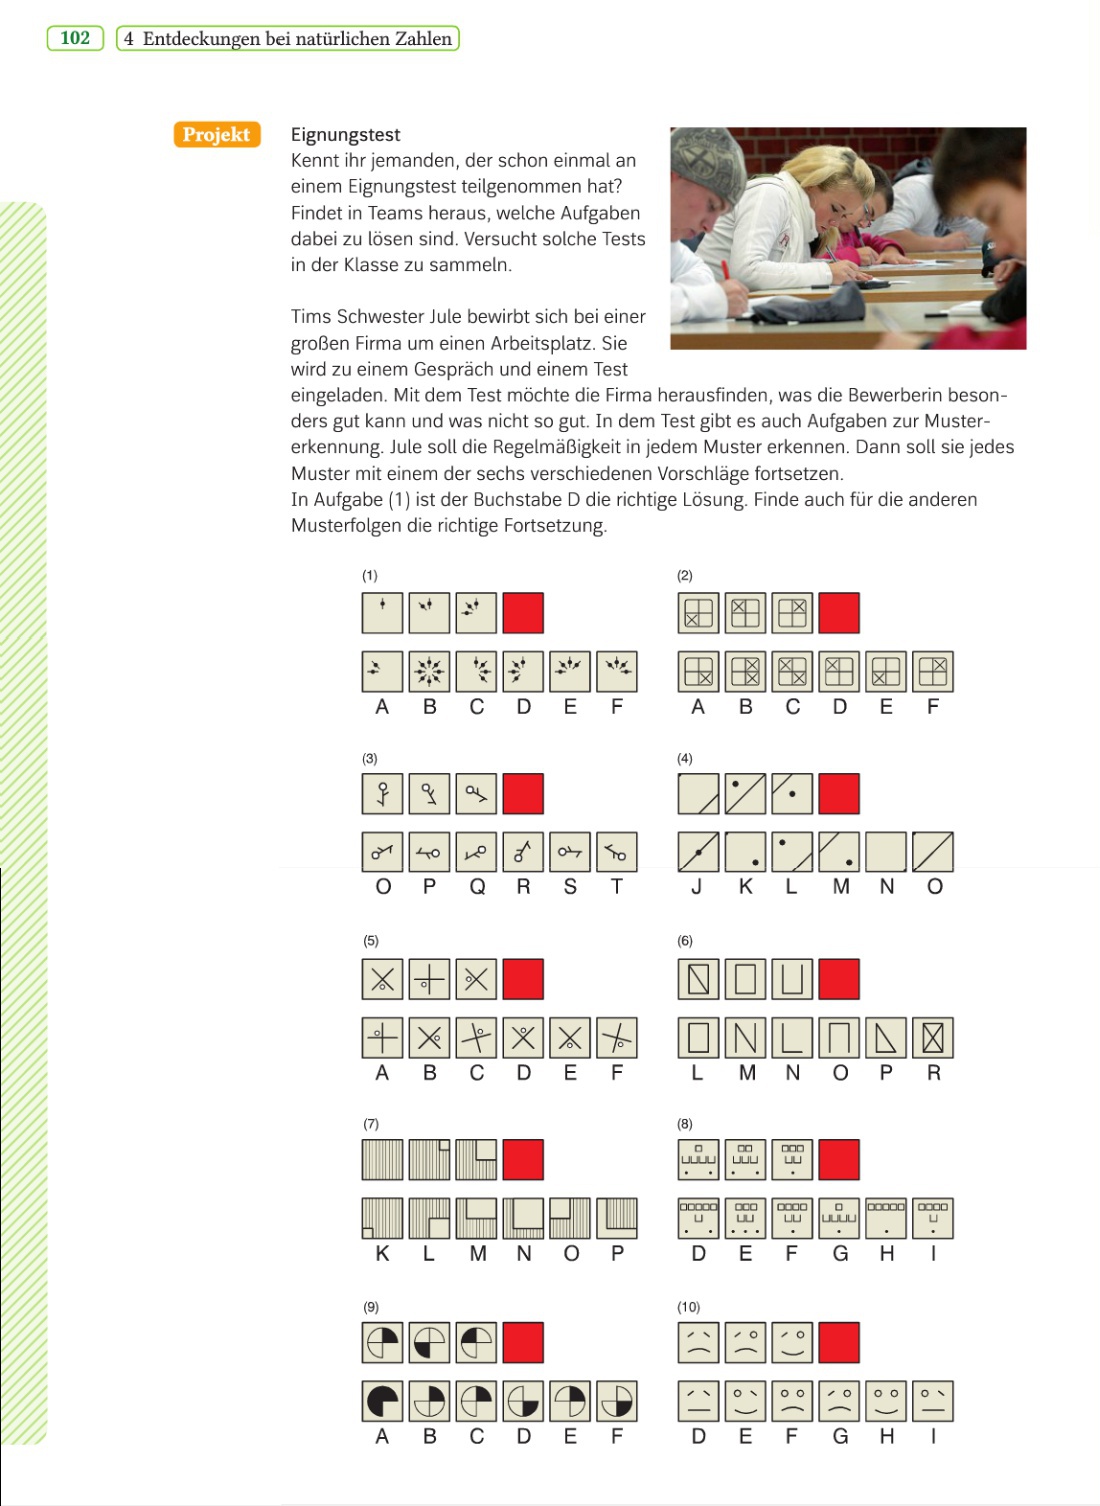 102 4 Entdeckungen bei natürlichen Zahlen
Projekt
Eignungstest
Kennt ihr jemanden, der schon einmal an
einem Eignungstest teilgenommen hat?
Findet in Teams heraus, welche Aufgaben
dabei zu lösen sind. Versucht solche Tests
in der Klasse zu sammeln.
Tims Schwester Jule bewirbt sich bei einer
großen Firma um einen Arbeitsplatz. Sie
wird zu einem Gespräch und einem Test
eingeladen. Mit dem Test möchte die Firma herausfinden, was die Bewerberin beson-
ders gut kann und was nicht so gut. In dem Test gibt es auch Aufgaben zur Muster-
erkennung. Jule soll die Regelmäßigkeit in jedem Muster erkennen. Dann soll sie jedes
Muster mit einem der sechs verschiedenen Vorschläge fortsetzen.
In Aufgabe (1) ist der Buchstabe D die richtige Lösung. Finde auch für die anderen
Musterfolgen die richtige Fortsetzung.
(1)
A B C D E F
(2)
A B C D E F
(3)
O P Q R S T
(4)
J K L M N O
(5)
A B C D E F
(6)
L M N O P R
(7)
K L M N O P
(8)
D E F G H I
(9)
A B C D E F
(10)
D E F G H I